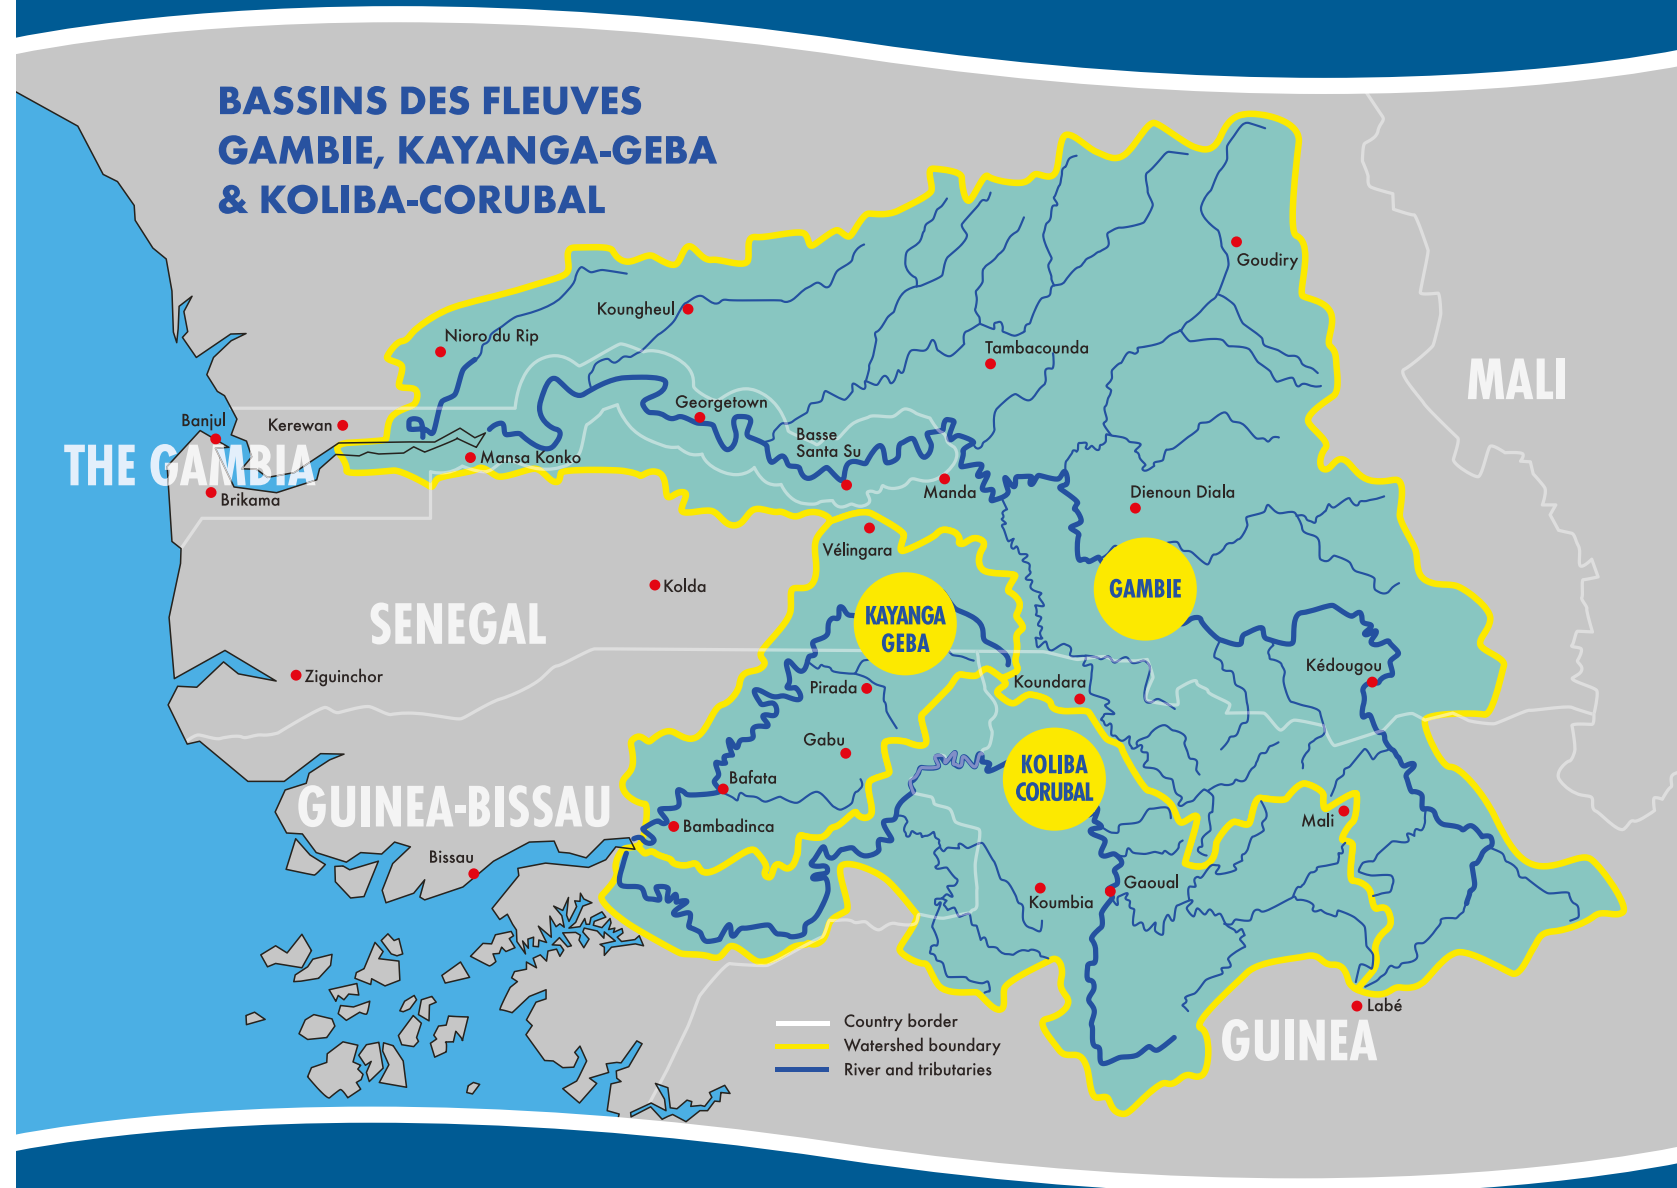 BASSINS DES FLEUVES
GAMBIE, KAYANGA-GEBA
& KOLIBA-CORUBAL
Goudiry
Koungheul
Nioro du Rip
Tambacounda
MALI
Georgetown
Banjul
Kerewan
Basse
Santa Su
THE GAMBIA
Mansa Konko
Brikama
Manda
Dienoun Diala
Vélingara
Kolda
GAMBIE
SENEGAL
KAYANGA
GEBA
Kédougou
Ziguinchor
Pirada
Koundara
Gabu
KOLIBA
CORUBAL
Bafata
GUINEA-BISSAU
Bambadinca
Mali
Bissau
Gaoual
Koumbia
Labé
GUINEA
Country border
Watershed boundary
River and tributaries